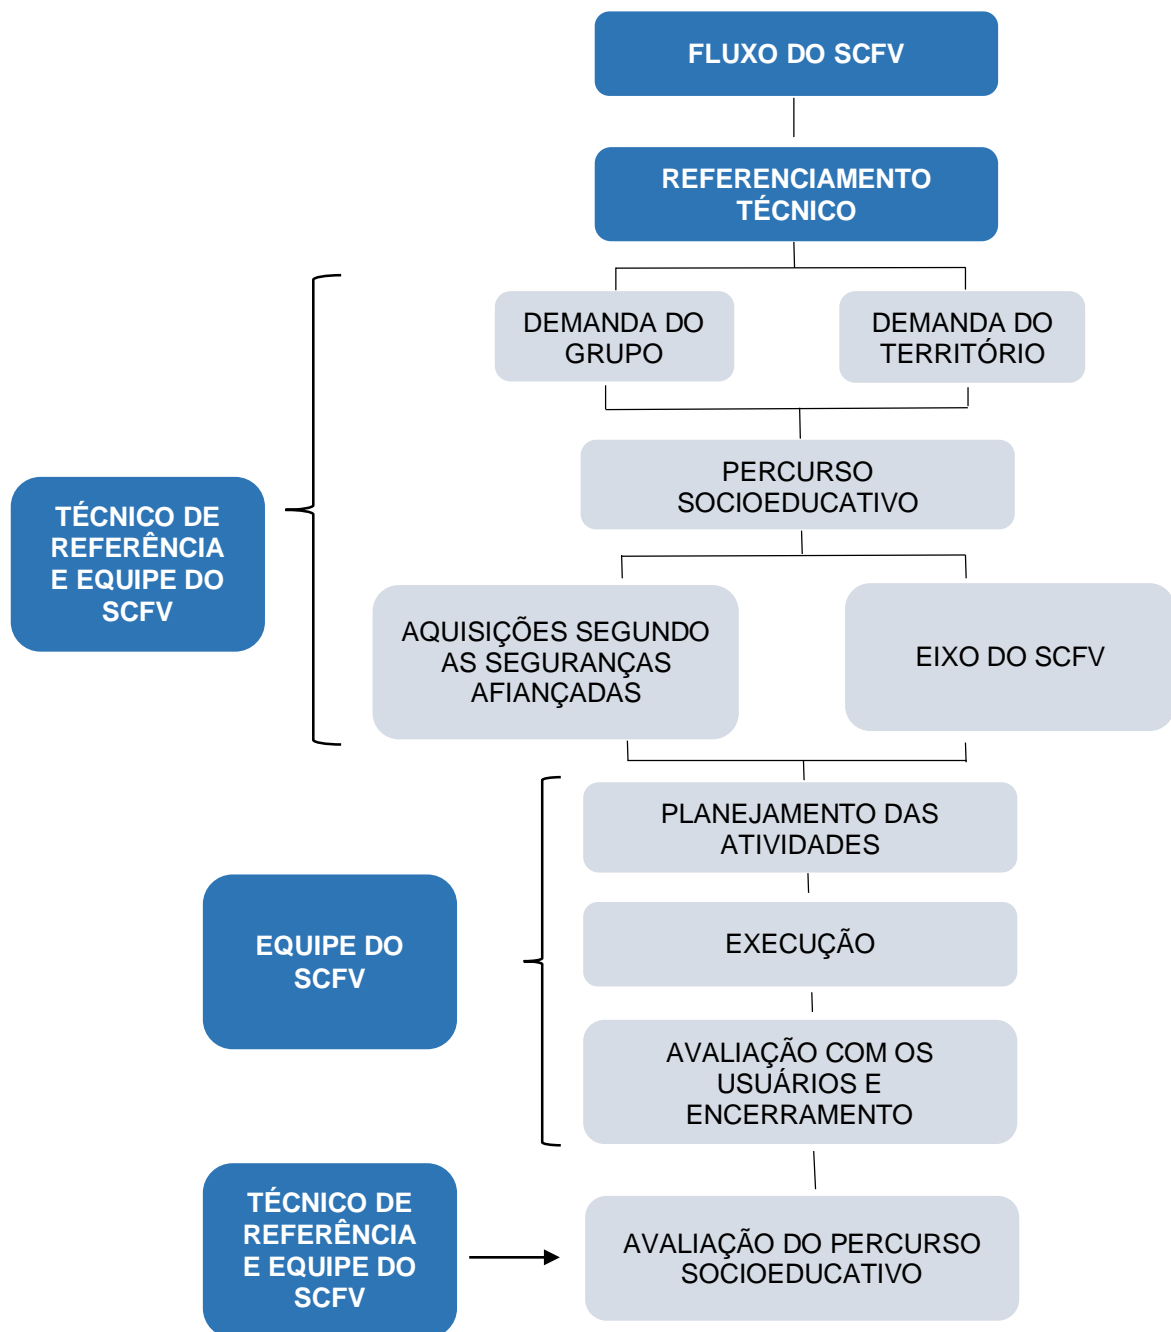 FLUXO DO SCFV
REFERENCIAMENTO
TÉCNICO
DEMANDA DO
GRUPO
DEMANDA DO
TERRITÓRIO
PERCURSO
SOCIOEDUCATIVO
TÉCNICO DE
REFERÊNCIA
E EQUIPE DO
SCFV
AQUISIÇÕES SEGUNDO
AS SEGURANÇAS
AFIANÇADAS
EIXO DO SCFV
PLANEJAMENTO DAS
ATIVIDADES
EQUIPE DO
SCFV
EXECUÇÃO
AVALIAÇÃO COM OS
USUÁRIOS E
ENCERRAMENTO
TÉCNICO DE
REFERÊNCIA
E EQUIPE DO
SCFV
AVALIAÇÃO DO PERCURSO
SOCIOEDUCATIVO